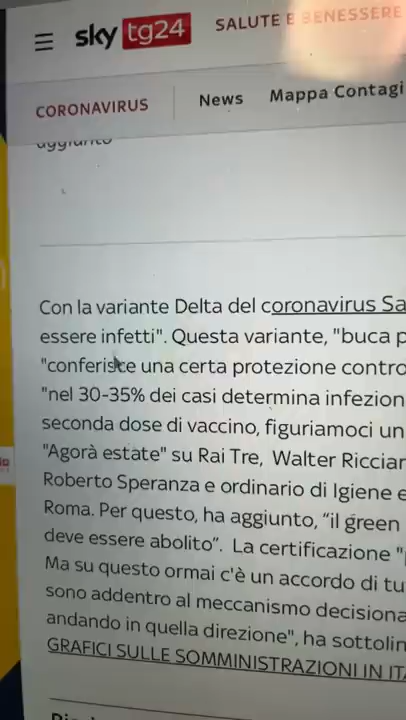 sky tg24 SALUTE E BENESSERE
CORONAVIRUS News Mappa Contagi
aggiunto
Con la variante Delta del coronavirus Sa
essere infetti". Questa variante, "buca p
"conferisce una certa protezione contro
"nel 30-35% dei casi determina infezion
seconda dose di vaccino, figuriamoci un
"Agorà estate" su Rai Tre, Walter Ricciar
Roberto Speranza e ordinario di Igiene e
Roma. Per questo, ha aggiunto, “il green
deve essere abolito”. La certificazione "
Ma su questo ormai c'è un accordo di tu
sono addentro al meccanismo decisiona
andando in quella direzione", ha sottolin
GRAFICI SULLE SOMMINISTRAZIONI IN ITA